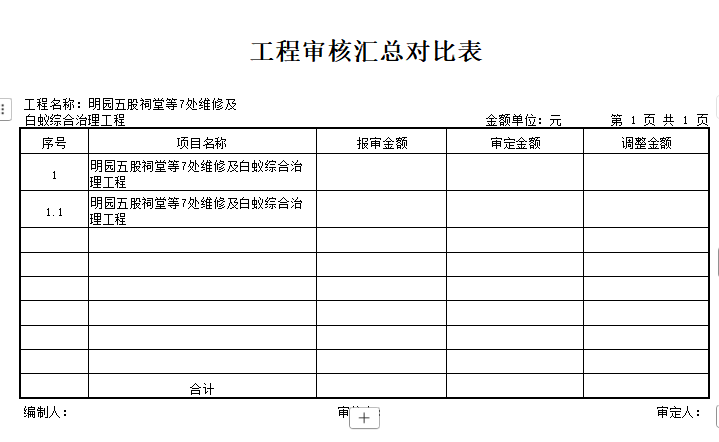 工程审核汇总对比表
工程名称：明园五股祠堂等7处维修及
白蚁综合治理工程 金额单位：元 第 1 页 共 1 页
序号 项目名称 报审金额 审定金额 调整金额
1 明园五股祠堂等7处维修及白蚁综合治
理工程
1.1 明园五股祠堂等7处维修及白蚁综合治
理工程
合计
编制人： 审定人：